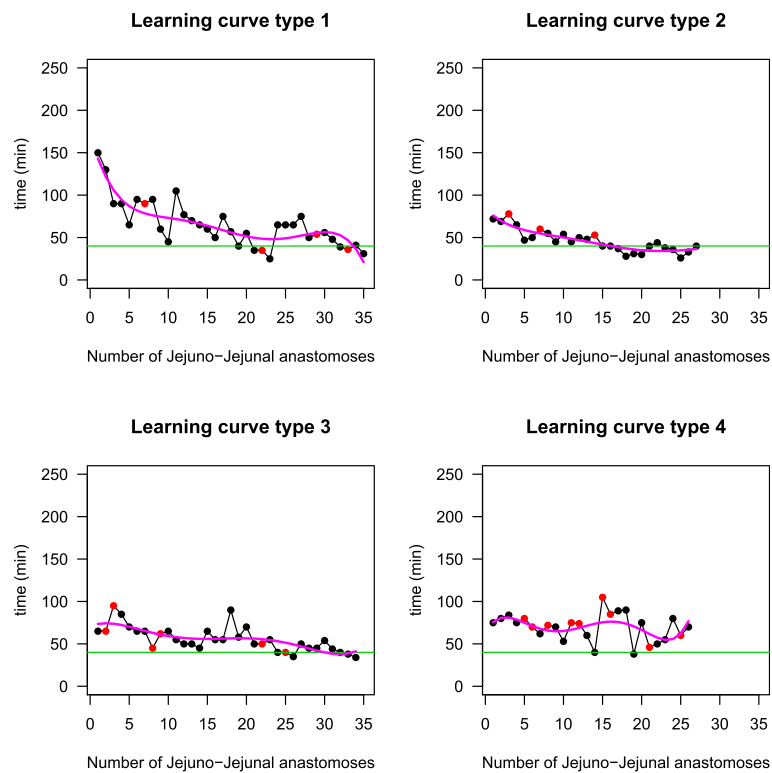 Learning curve type 1
250
200
150
100
50
0
time (min)
0 5 10 15 20 25 30 35
Number of Jejuno−Jejunal anastomoses
Learning curve type 2
250
200
150
100
50
0
time (min)
0 5 10 15 20 25 30 35
Number of Jejuno−Jejunal anastomoses
Learning curve type 3
250
200
150
100
50
0
time (min)
0 5 10 15 20 25 30 35
Number of Jejuno−Jejunal anastomoses
Learning curve type 4
250
200
150
100
50
0
time (min)
0 5 10 15 20 25 30 35
Number of Jejuno−Jejunal anastomoses